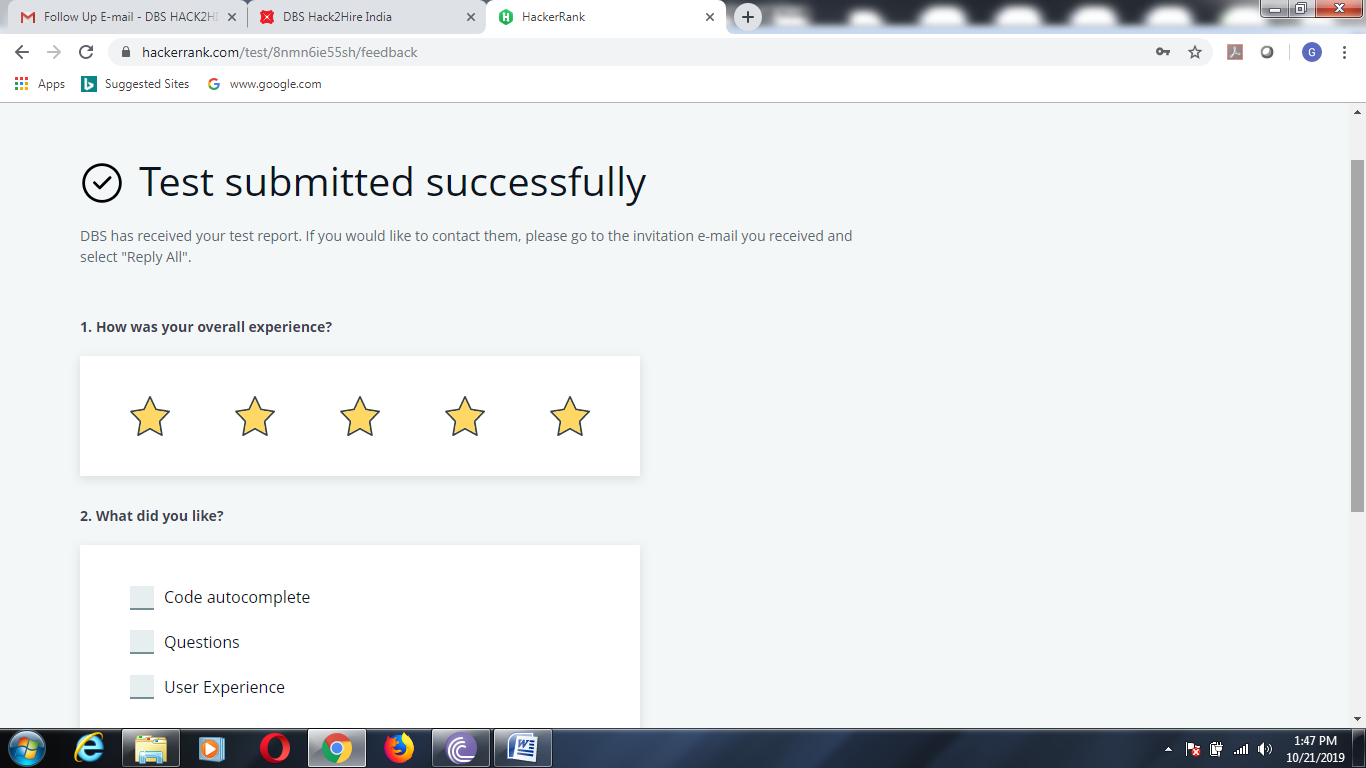 Follow Up E-mail - DBS HACK2HI
DBS Hack2Hire India
HackerRank
hackerrank.com/test/8nmn6ie55sh/feedback
G
Apps
Suggested Sites
www.google.com
Test submitted successfully
DBS has received your test report. If you would like to contact them, please go to the invitation e-mail you received and
select "Reply All".
1. How was your overall experience?
2. What did you like?
Code autocomplete
Questions
User Experience
1:47 PM
10/21/2019